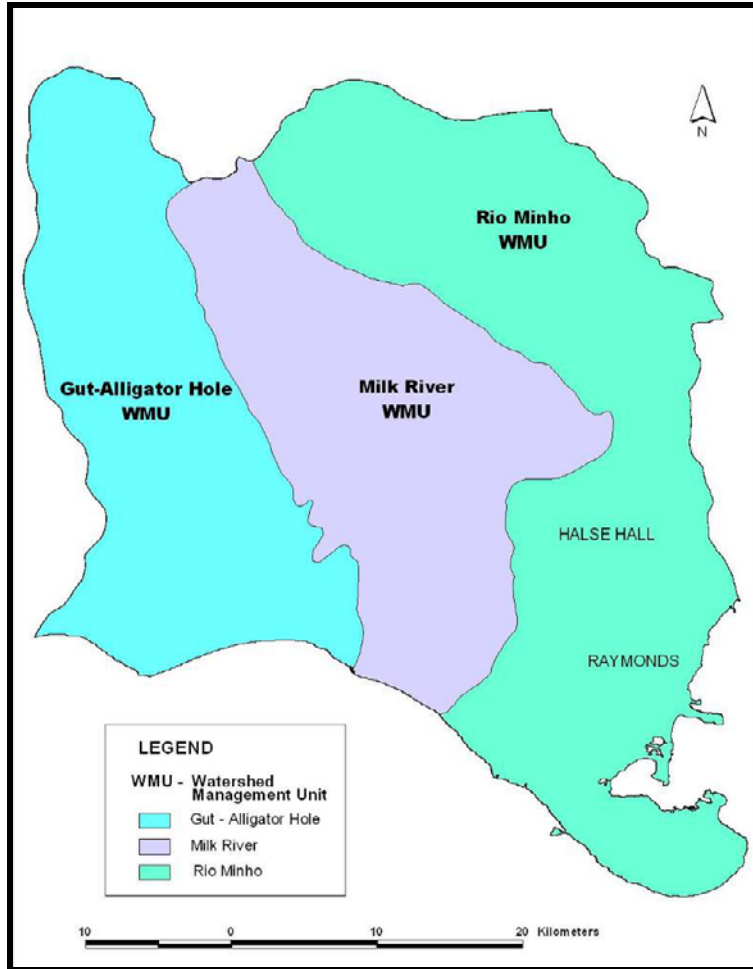 N
Rio Minho
WMU
Gut-Alligator Hole
WMU
Milk River
WMU
HALSE HALL
RAYMONDS
LEGEND
WMU - Watershed
Management Unit
Gut - Alligator Hole
Milk River
Rio Minho
10 0 10 20 Kilometers